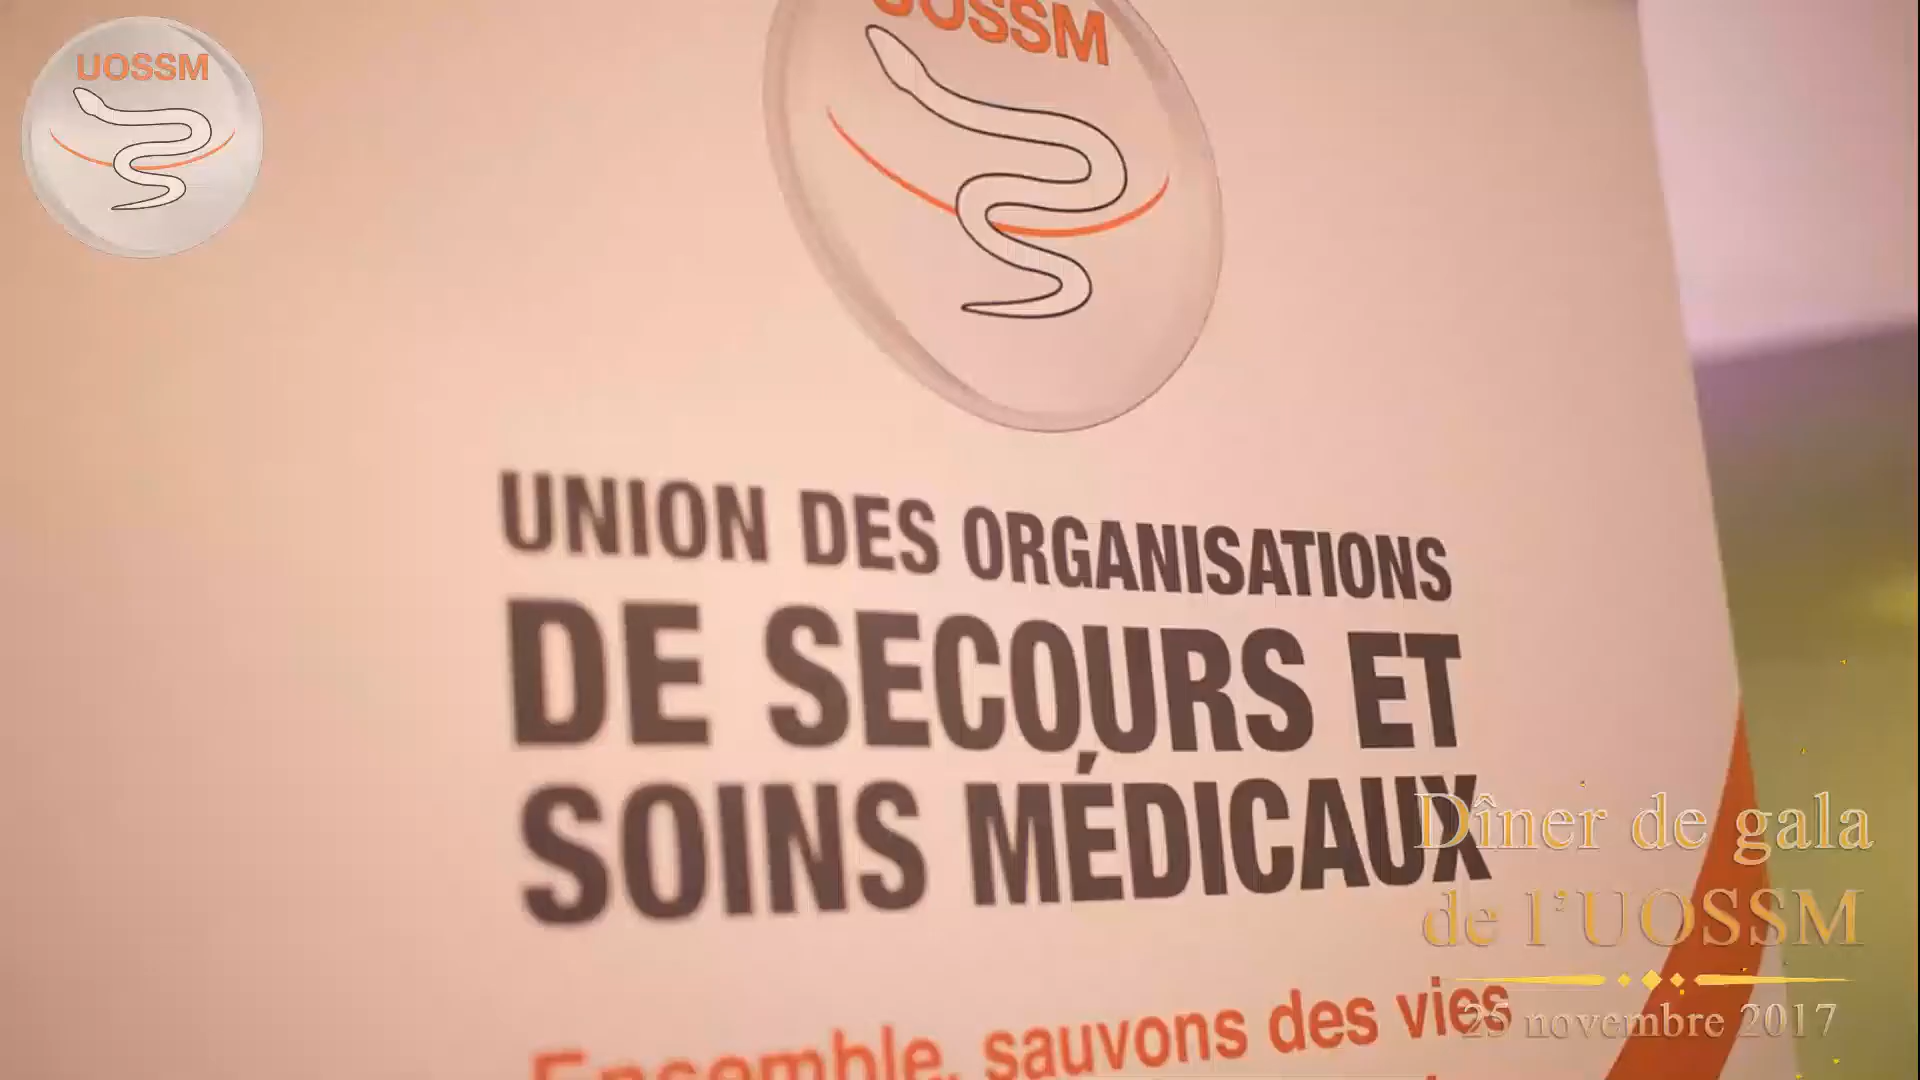 UOSSM
UOSSM
UNION DES ORGANISATIONS
DE SECOURS ET
SOINS MÉDICAUX
Ensemble, sauvons des vies
Dîner de gala
de l'UOSSM
25 novembre 2017